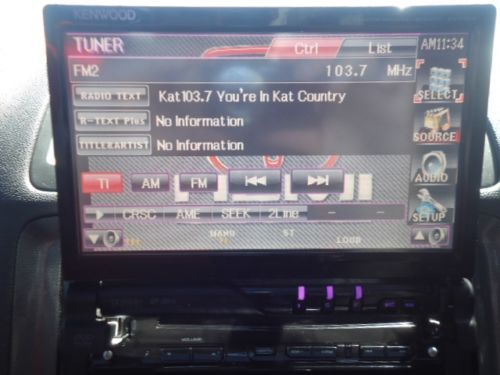 KENWOOD
TUNER Ctrl List AM11:34
FM2 103.7 MHz
SELECT
RADIO TEXT Kat103.7 You're In Kat Country
R-TEXT Plus No Information
SOURCE
TITLE&ARTIST No Information
AUDIO
TI AM FM
SETUP
CRSC AME SEEK 2Line
MANU ST LOUD